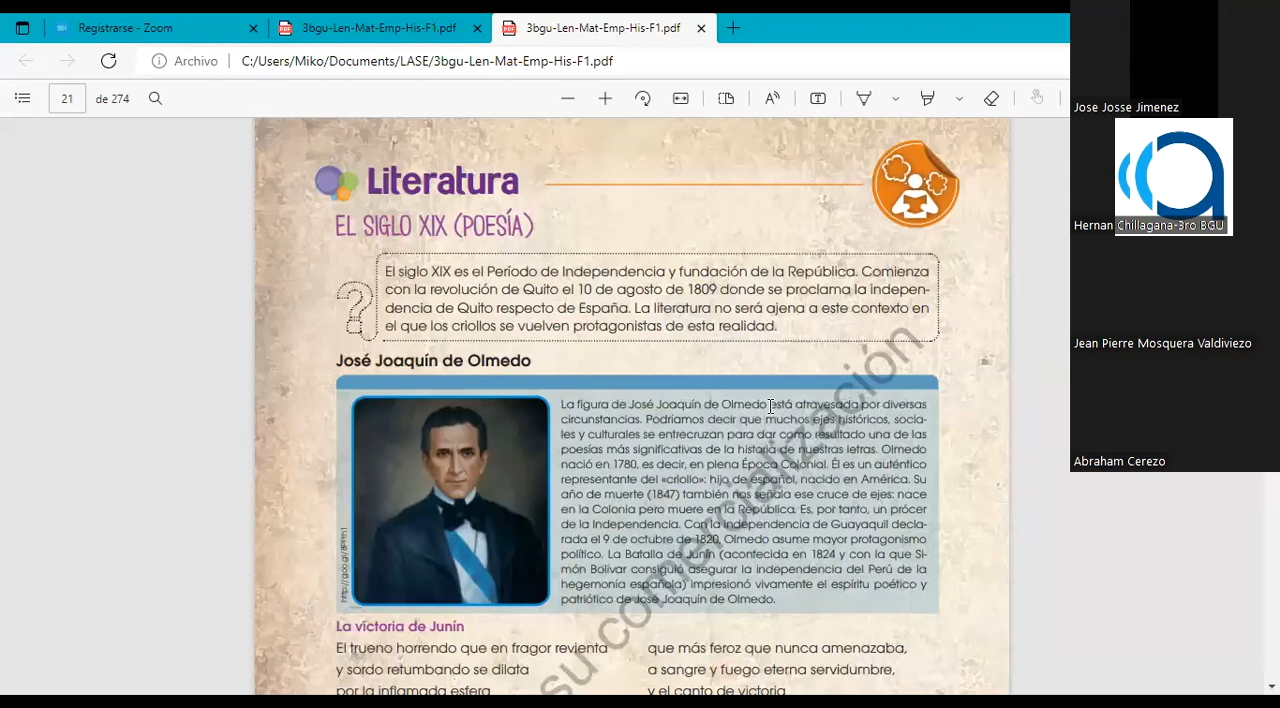 Registrarse - Zoom
3bgu-Len-Mat-Emp-His-F1.pdf
3bgu-Len-Mat-Emp-His-F1.pdf
Archivo
C:/Users/Miko/Documents/LASE/3bgu-Len-Mat-Emp-His-F1.pdf
21
de 274
Literatura
EL SIGLO XIX (POESÍA)
El siglo XIX es el Período de Independencia y fundación de la República. Comienza
con la revolución de Quito el 10 de agosto de 1809 donde se proclama la indepen-
dencia de Quito respecto de España. La literatura no será ajena a este contexto en
el que los criollos se vuelven protagonistas de esta realidad.
José Joaquín de Olmedo
La figura de José Joaquín de Olmedo está atravesada por diversas
circunstancias. Podríamos decir que muchos ejes históricos, socia-
les y culturales se entrecruzan para dar como resultado una de las
poesías más significativas de la historia de nuestras letras. Olmedo
nació en 1780, es decir, en plena Época Colonial. Él es un auténtico
representante del «criollo»: hijo de español, nacido en América. Su
año de muerte (1847) también nos señala ese cruce de ejes: nace
en la Colonia pero muere en la República. Es, por tanto, un prócer
de la Independencia. Con la independencia de Guayaquil decla-
rada el 9 de octubre de 1820, Olmedo asume mayor protagonismo
político. La Batalla de Junín (acontecida en 1824 y con la que Si-
món Bolívar consiguió asegurar la independencia del Perú de la
hegemonía española) impresionó vivamente el espíritu poético y
patriótico de José Joaquín de Olmedo.
La victoria de Junín
El trueno horrendo que en fragor revienta
y sordo retumbando se dilata
por la inflamada esfera
que más feroz que nunca amenazaba,
a sangre y fuego eterna servidumbre,
y el canto de victoria
su comercialización
Jose Josse Jimenez
Hernan Chillagana-3ro BGU
Jean Pierre Mosquera Valdiviezo
Abraham Cerezo